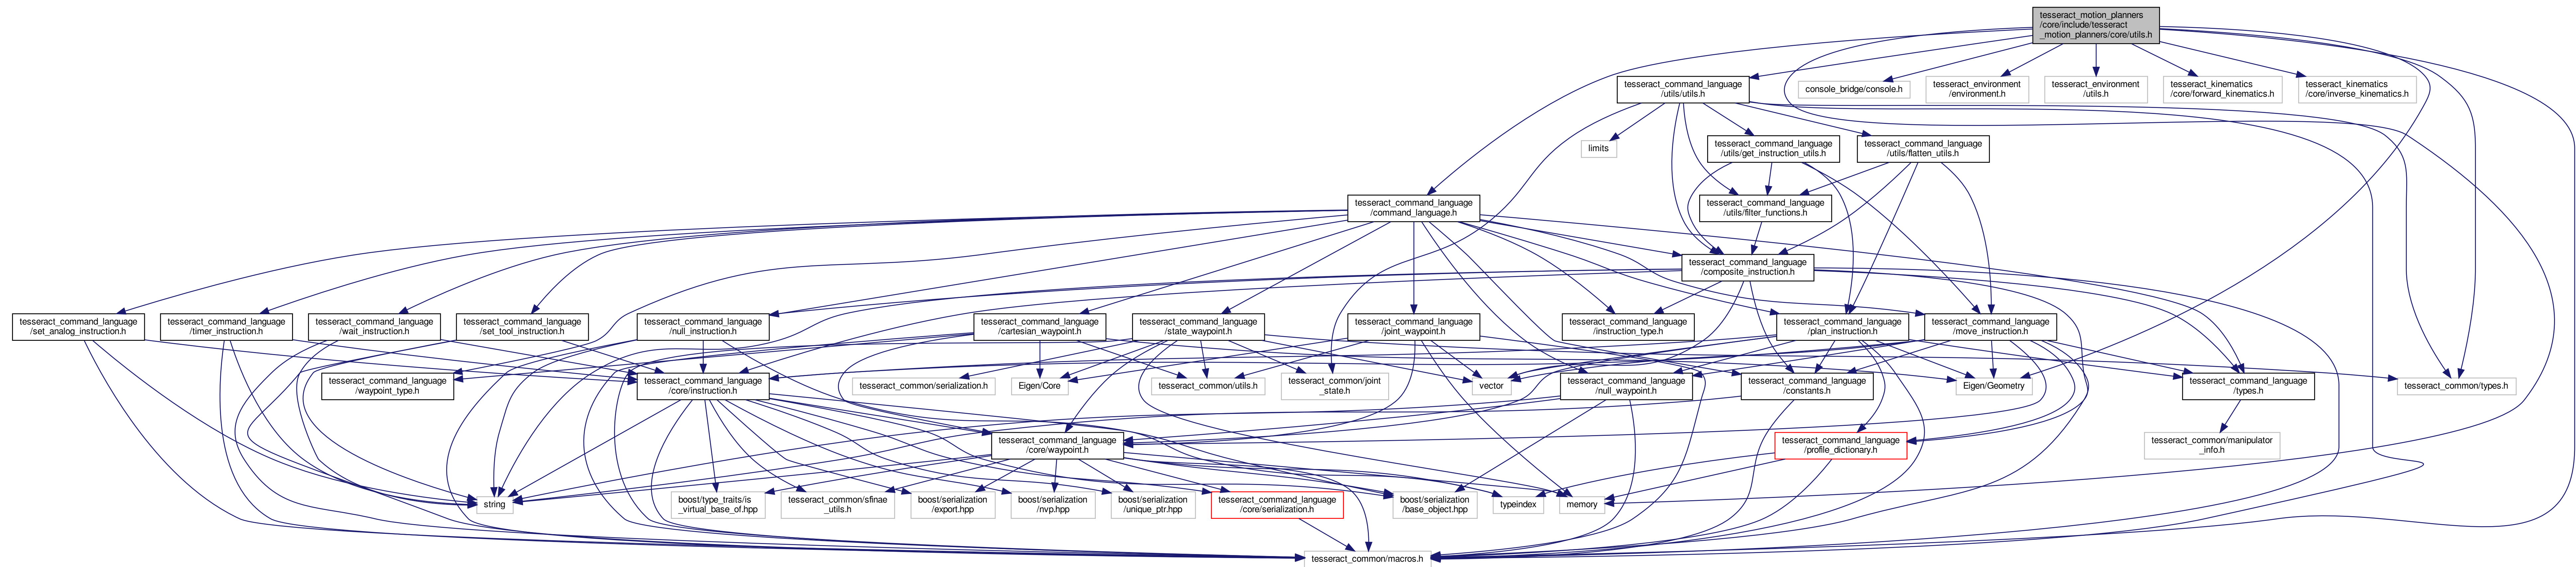 tesseract_motion_planners
/core/include/tesseract
_motion_planners/core/utils.h
tesseract_command_language
/utils/utils.h
console_bridge/console.h
tesseract_environment
/environment.h
tesseract_environment
/utils.h
tesseract_kinematics
/core/forward_kinematics.h
tesseract_kinematics
/core/inverse_kinematics.h
limits
tesseract_command_language
/utils/get_instruction_utils.h
tesseract_command_language
/utils/flatten_utils.h
tesseract_command_language
/command_language.h
tesseract_command_language
/utils/filter_functions.h
tesseract_command_language
/composite_instruction.h
tesseract_command_language
/set_analog_instruction.h
tesseract_command_language
/timer_instruction.h
tesseract_command_language
/wait_instruction.h
tesseract_command_language
/set_tool_instruction.h
tesseract_command_language
/null_instruction.h
tesseract_command_language
/cartesian_waypoint.h
tesseract_command_language
/state_waypoint.h
tesseract_command_language
/joint_waypoint.h
tesseract_command_language
/instruction_type.h
tesseract_command_language
/plan_instruction.h
tesseract_command_language
/move_instruction.h
tesseract_command_language
/waypoint_type.h
tesseract_command_language
/core/instruction.h
tesseract_common/serialization.h
Eigen/Core
tesseract_common/utils.h
tesseract_common/joint
_state.h
vector
tesseract_command_language
/null_waypoint.h
tesseract_command_language
/constants.h
Eigen/Geometry
tesseract_command_language
/types.h
tesseract_common/types.h
tesseract_command_language
/core/waypoint.h
tesseract_command_language
/profile_dictionary.h
tesseract_common/manipulator
_info.h
string
boost/type_traits/is
_virtual_base_of.hpp
tesseract_common/sfinae
_utils.h
boost/serialization
/export.hpp
boost/serialization
/nvp.hpp
boost/serialization
/unique_ptr.hpp
tesseract_command_language
/core/serialization.h
boost/serialization
/base_object.hpp
typeindex
memory
tesseract_common/macros.h